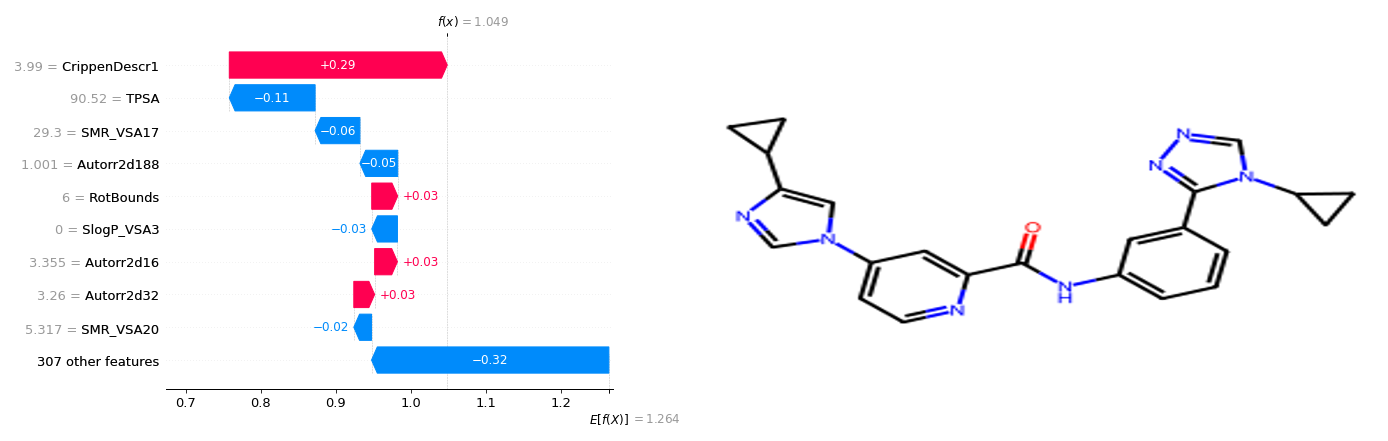 f(x) = 1.049
3.99 = CrippenDescr1
+0.29
90.52 = TPSA
−0.11
29.3 = SMR_VSA17
−0.06
1.001 = Autorr2d188
−0.05
6 = RotBounds
+0.03
0 = SlogP_VSA3
−0.03
3.355 = Autorr2d16
+0.03
3.26 = Autorr2d32
+0.03
5.317 = SMR_VSA20
−0.02
307 other features
−0.32
0.7 0.8 0.9 1.0 1.1 1.2
E[f(X)] = 1.264
N
N
N
N
N
O
N
H
N